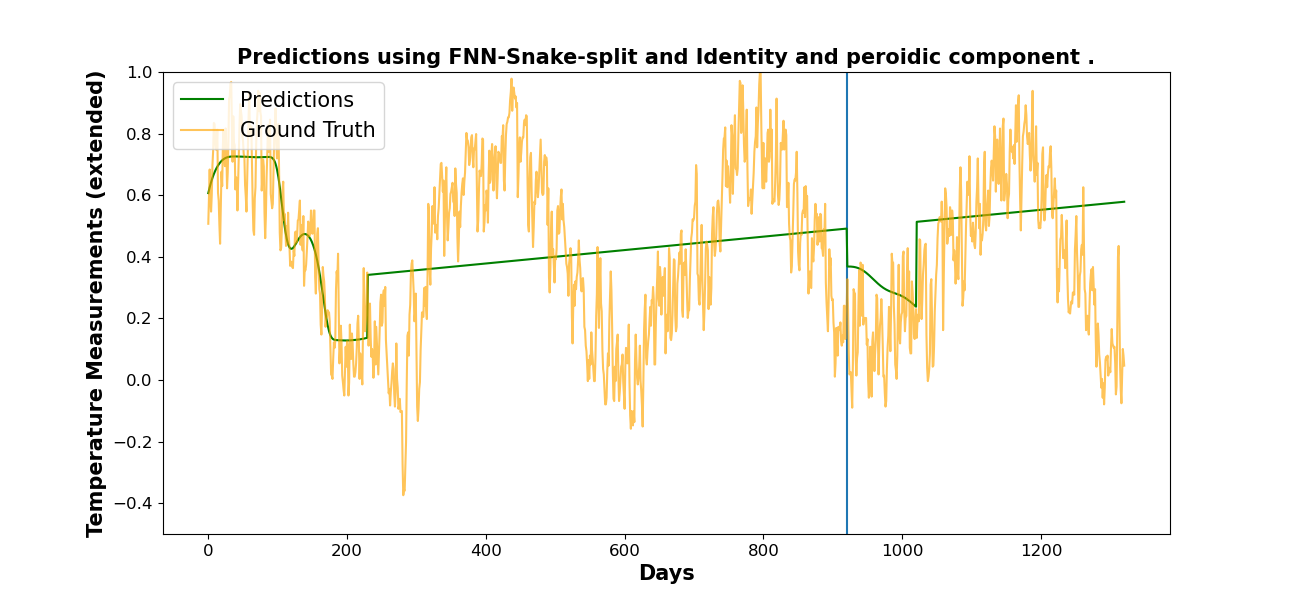 Predictions using FNN-Snake-split and Identity and peroidic component .
Predictions
Ground Truth
Temperature Measurements (extended)
1.0
0.8
0.6
0.4
0.2
0.0
−0.2
−0.4
0 200 400 600 800 1000 1200
Days